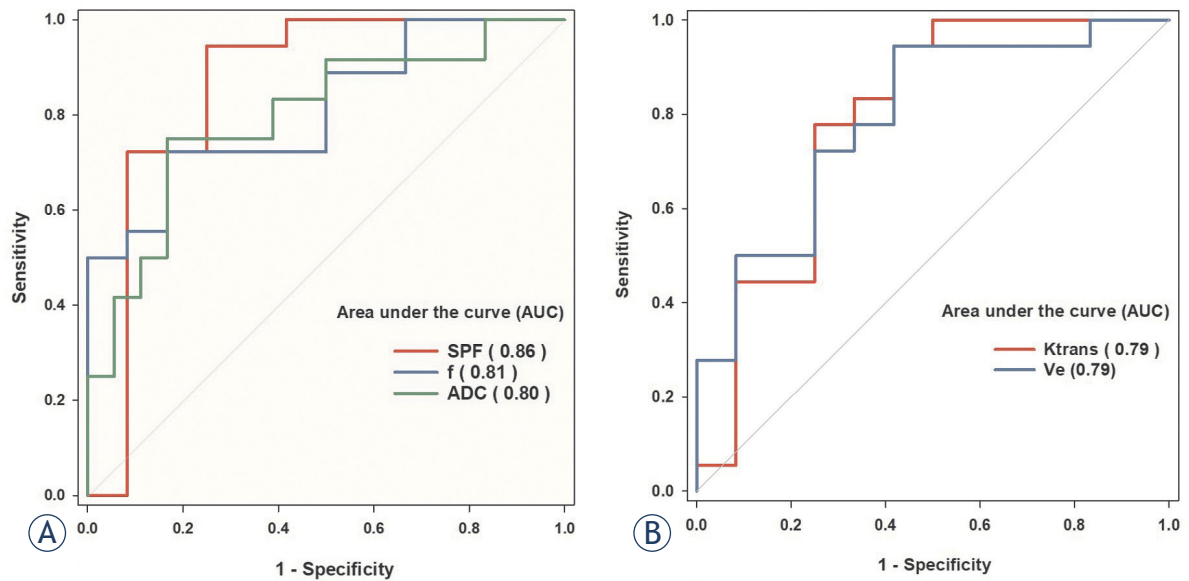 1.0
0.8
0.6
0.4
0.2
0.0
Sensitivity
Area under the curve (AUC)
SPF ( 0.86 )
f ( 0.81 )
ADC ( 0.80 )
0.0 0.2 0.4 0.6 0.8 1.0
1 - Specificity
A
1.0
0.8
0.6
0.4
0.2
0.0
Sensitivity
Area under the curve (AUC)
Ktrans ( 0.79 )
Ve (0.79)
0.0 0.2 0.4 0.6 0.8 1.0
1 - Specificity
B